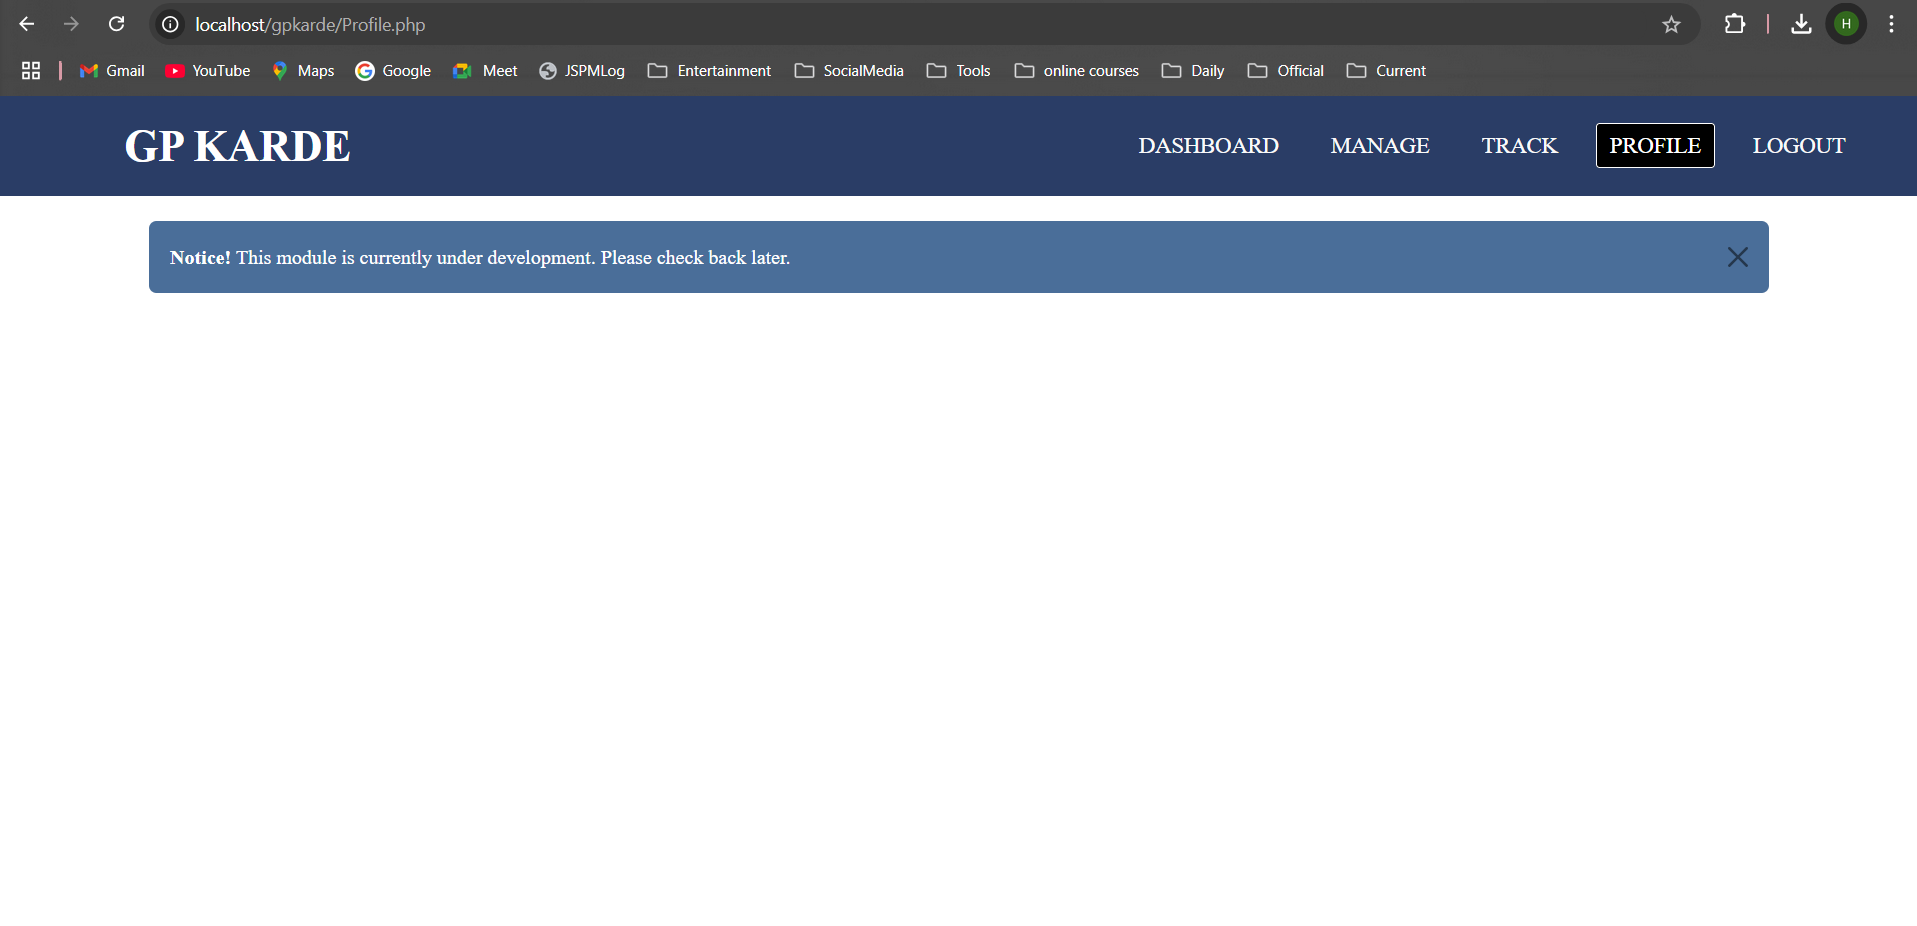 localhost/gpkarde/Profile.php
H
Gmail YouTube Maps Google Meet JSPMLog Entertainment SocialMedia Tools online courses Daily Official Current
GP KARDE DASHBOARD MANAGE TRACK PROFILE LOGOUT
Notice! This module is currently under development. Please check back later.